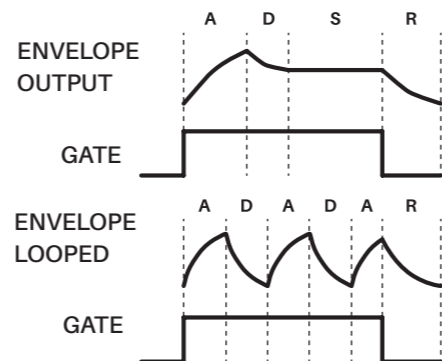 A D S R
ENVELOPE
OUTPUT
GATE
A D A D A R
ENVELOPE
LOOPED
GATE